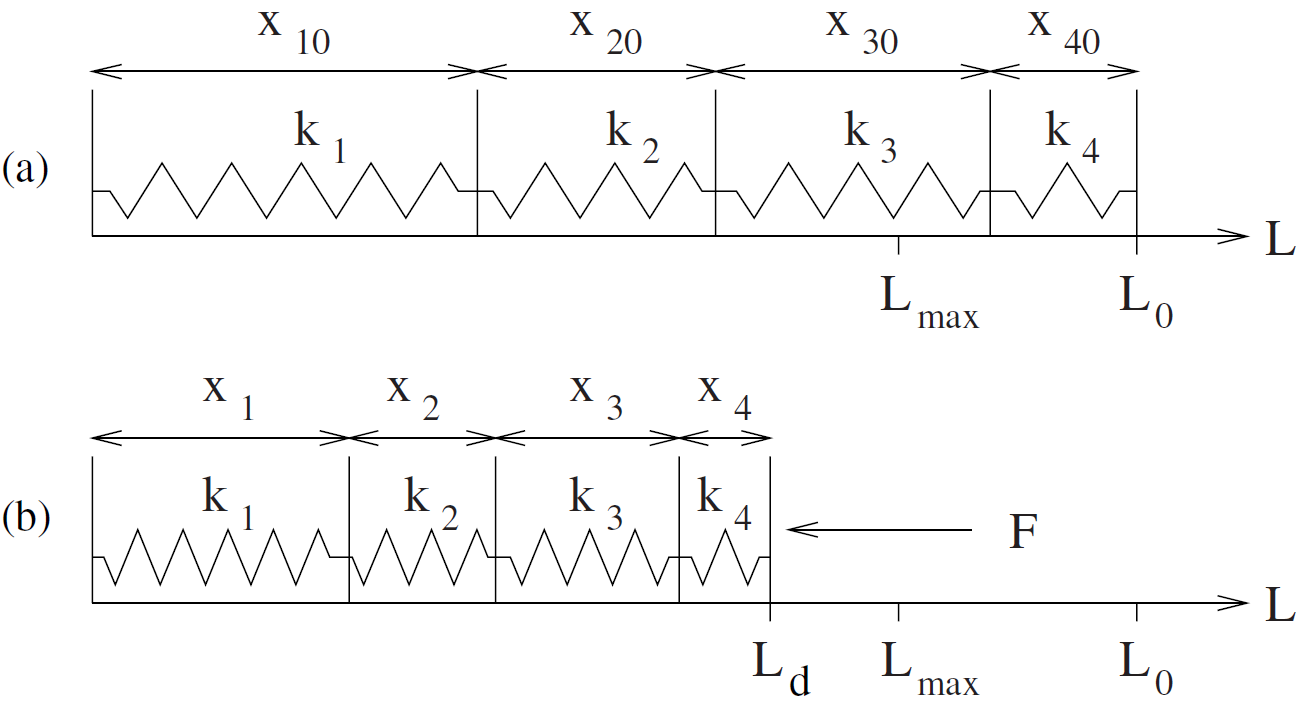 x 10 x 20 x 30 x 40
(a) k 1 k 2 k 3 k 4
L
L max L 0
x 1 x 2 x 3 x 4
(b) k 1 k 2 k 3 k 4 F
L
L d L max L 0